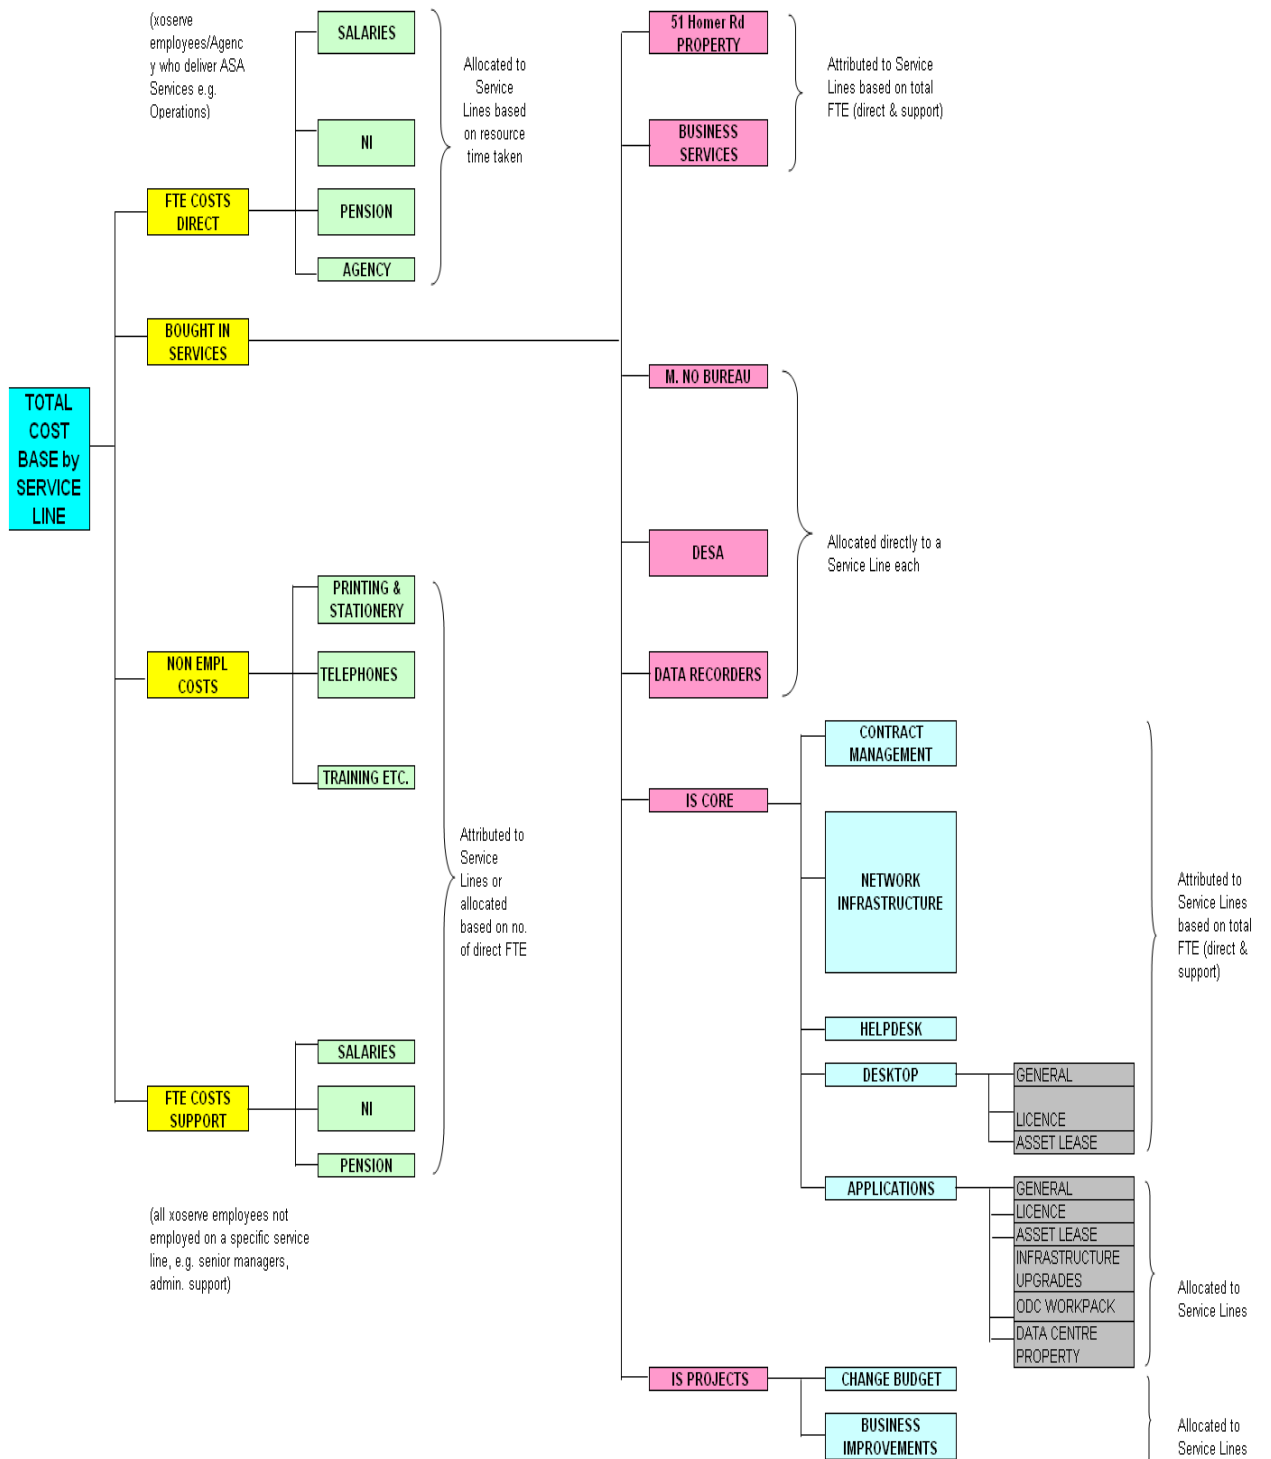 (xoserve
employees/Agenc
y who deliver ASA
Services e.g.
Operations)
SALARIES
NI
PENSION
AGENCY
Allocated to
Service
Lines based
on resource
time taken
FTE COSTS
DIRECT
BOUGHT IN
SERVICES
TOTAL
COST
BASE by
SERVICE
LINE
NON EMPL
COSTS
PRINTING &
STATIONERY
TELEPHONES
TRAINING ETC.
Attributed to
Service
Lines or
allocated
based on no.
of direct FTE
FTE COSTS
SUPPORT
SALARIES
NI
PENSION
(all xoserve employees not
employed on a specific service
line, e.g. senior managers,
admin. support)
51 Homer Rd
PROPERTY
BUSINESS
SERVICES
Attributed to Service
Lines based on total
FTE (direct & support)
M. NO BUREAU
DESA
DATA RECORDERS
Allocated directly to a
Service Line each
IS CORE
CONTRACT
MANAGEMENT
NETWORK
INFRASTRUCTURE
HELPDESK
DESKTOP
GENERAL
LICENCE
ASSET LEASE
Attributed to
Service Lines
based on total
FTE (direct &
support)
APPLICATIONS
GENERAL
LICENCE
ASSET LEASE
INFRASTRUCTURE
UPGRADES
ODC WORKPACK
DATA CENTRE
PROPERTY
Allocated to
Service Lines
IS PROJECTS
CHANGE BUDGET
BUSINESS
IMPROVEMENTS
Allocated to
Service Lines